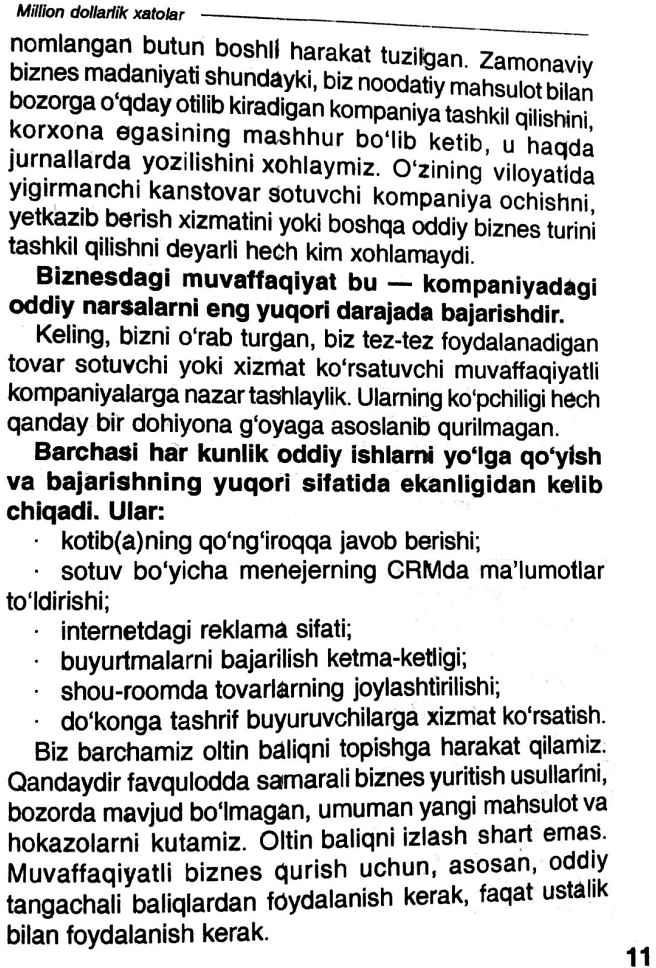 Million dollarlik xatolar
nomlangan butun boshli harakat tuzilgan. Zamonaviy
biznes madaniyati shundayki, biz noodatiy mahsulot bilan
bozorga o‘qday otilib kiradigan kompaniya tashkil qilishini,
korxona egasining mashhur bo‘lib ketib, u haqda
jurnallarda yozilishini xohlaymiz. O‘zining viloyatida
yigirmanchi kanstovar sotuvchi kompaniya ochishni,
yetkazib berish xizmatini yoki boshqa oddiy biznes turini
tashkil qilishni deyarli hech kim xohlamaydi.
Biznesdagi muvaffaqiyat bu — kompaniyadagi
oddiy narsalarni eng yuqori darajada bajarishdir.
Keling, bizni o‘rab turgan, biz tez-tez foydalanadigan
tovar sotuvchi yoki xizmat ko‘rsatuvchi muvaffaqiyatli
kompaniyalarga nazar tashlaylik. Ularning ko‘pchiligi hech
qanday bir dohiyona g‘oyaga asoslanib qurilmagan.
Barchasi har kunlik oddiy ishlarni yo‘lga qo‘yish
va bajarishning yuqori sifatida ekanligidan kelib
chiqadi. Ular:
· kotib(a)ning qo‘ng‘iroqqa javob berishi;
· sotuv bo‘yicha menejerning CRMda ma’lumotlar
to‘ldirishi;
· internetdagi reklama sifati;
· buyurtmalarni bajarilish ketma-ketligi;
· shou-roomda tovarlarning joylashtirilishi;
· do‘konga tashrif buyuruvchilarga xizmat ko‘rsatish.
Biz barchamiz oltin baliqni topishga harakat qilamiz.
Qandaydir favqulodda samarali biznes yuritish usullarini,
bozorda mavjud bo‘lmagan, umuman yangi mahsulot va
hokazolarni kutamiz. Oltin baliqni izlash shart emas.
Muvaffaqiyatli biznes qurish uchun, asosan, oddiy
tangachali baliqlardan foydalanish kerak, faqat ustalik
bilan foydalanish kerak.
11